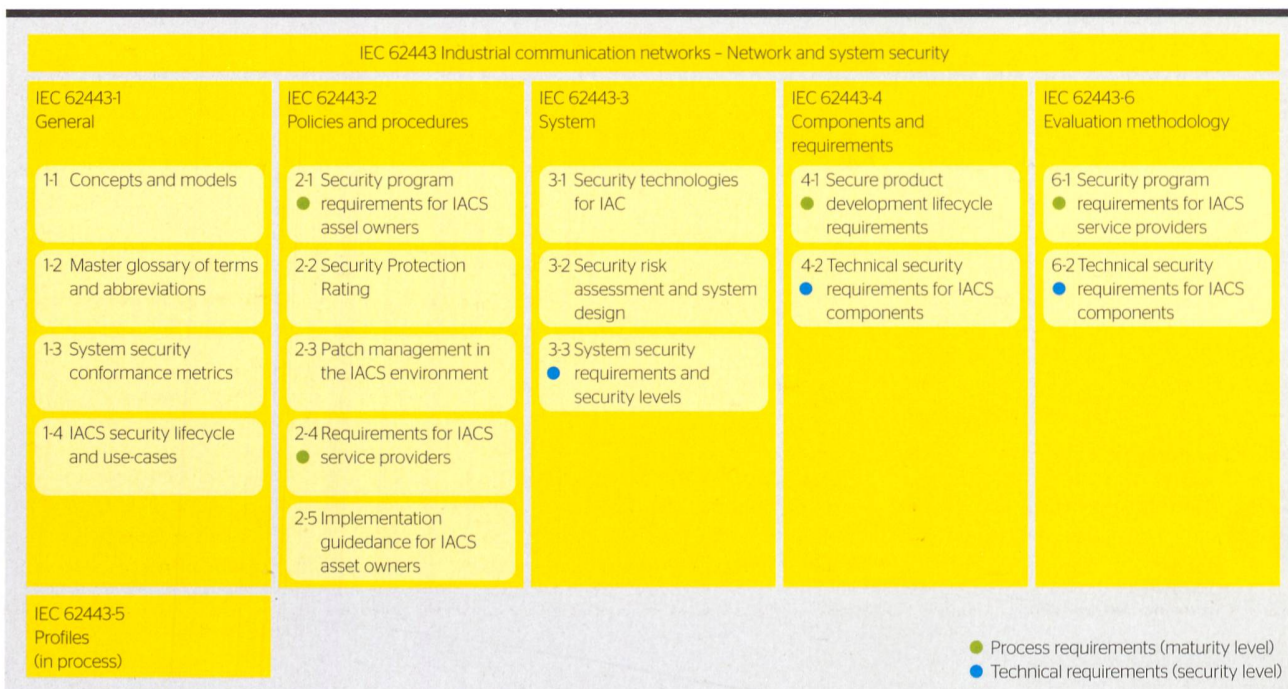 IEC 62443 Industrial communication networks – Network and system security
IEC 62443-1
General
1-1 Concepts and models
1-2 Master glossary of terms
and abbreviations
1-3 System security
conformance metrics
1-4 IACS security lifecycle
and use-cases
IEC 62443-2
Policies and procedures
2-1 Security program
requirements for IACS
assel owners
2-2 Security Protection
Rating
2-3 Patch management in
the IACS environment
2-4 Requirements for IACS
service providers
2-5 Implementation
guidedance for IACS
asset owners
IEC 62443-3
System
3-1 Security technologies
for IAC
3-2 Security risk
assessment and system
design
3-3 System security
requirements and
security levels
IEC 62443-4
Components and
requirements
4-1 Secure product
development lifecycle
requirements
4-2 Technical security
requirements for IACS
components
IEC 62443-6
Evaluation methodology
6-1 Security program
requirements for IACS
service providers
6-2 Technical security
requirements for IACS
components
IEC 62443-5
Profiles
(in process)
Process requirements (maturity level)
Technical requirements (security level)